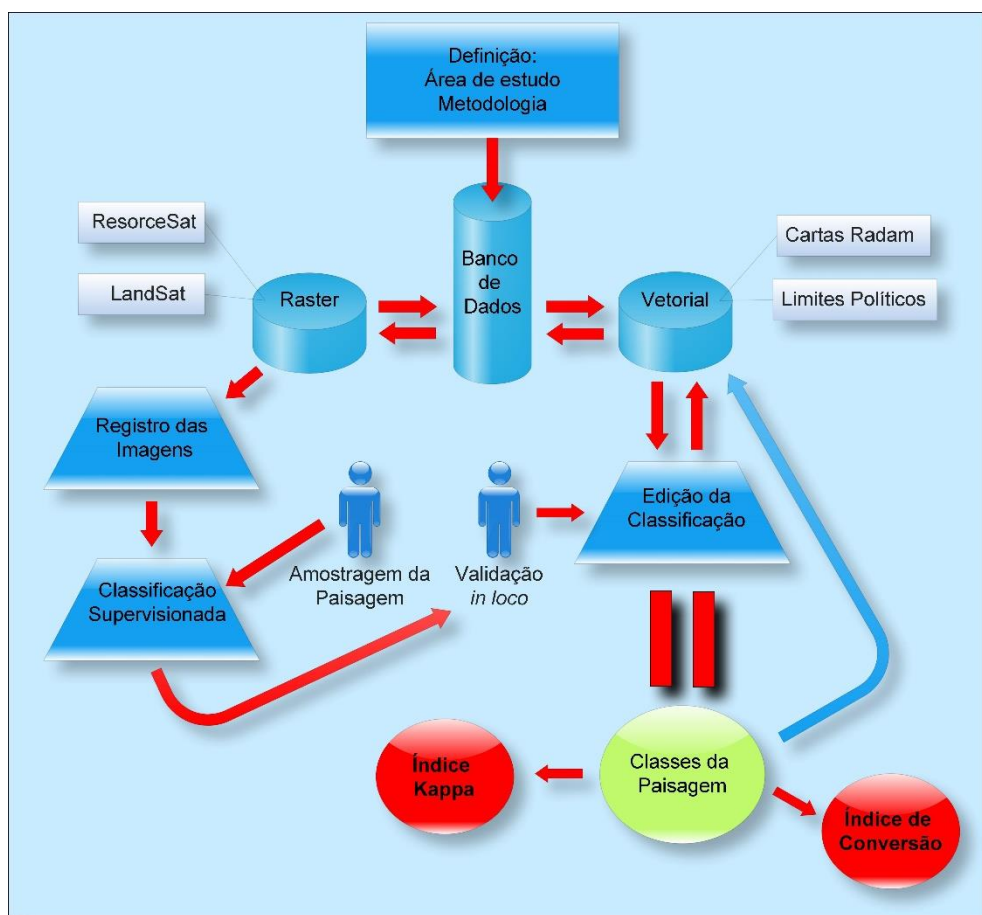 Definição:
Área de estudo
Metodologia
ResorceSat
LandSat
Raster
Banco
de
Dados
Vetorial
Cartas Radam
Limites Políticos
Registro das
Imagens
Classificação
Supervisionada
Amostragem da
Paisagem
Validação
in loco
Edição da
Classificação
Índice
Kappa
Classes da
Paisagem
Índice de
Conversão